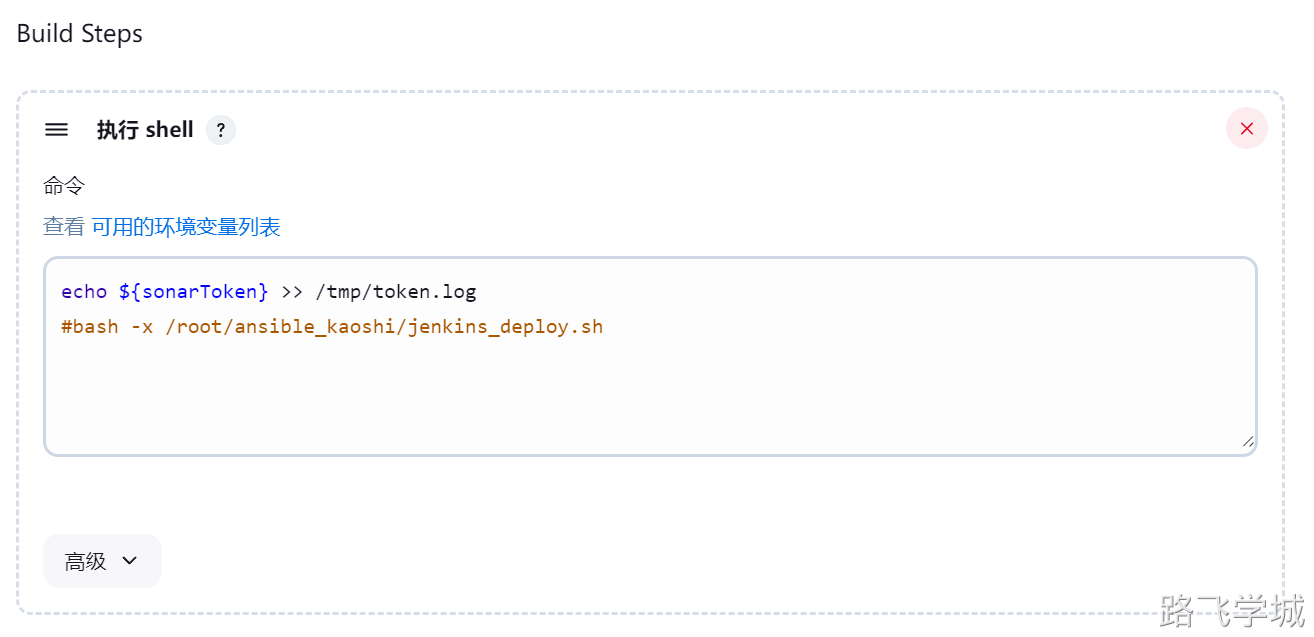 Build Steps
执行 shell ?
命令
查看 可用的环境变量列表
echo ${sonarToken} >> /tmp/token.log
#bash -x /root/ansible_kaoshi/jenkins_deploy.sh
高级
路飞学城